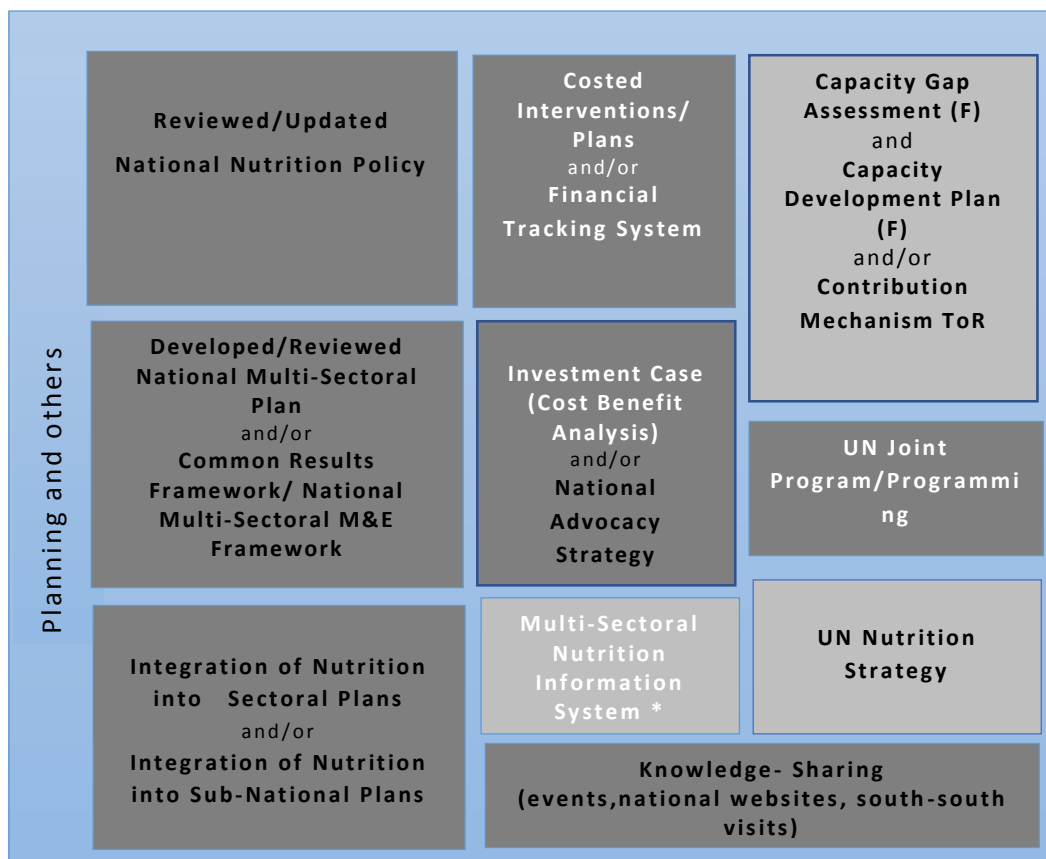 Planning and others
Reviewed/Updated
National Nutrition Policy
Developed/Reviewed
National Multi-Sectoral
Plan
and/or
Common Results
Framework/ National
Multi-Sectoral M&E
Framework
Integration of Nutrition
into Sectoral Plans
and/or
Integration of Nutrition
into Sub-National Plans
Costed
Interventions/
Plans
and/or
Financial
Tracking System
Investment Case
(Cost Benefit
Analysis)
and/or
National
Advocacy
Strategy
Multi-Sectoral
Nutrition
Information
System *
Capacity Gap
Assessment (F)
and
Capacity
Development Plan
(F)
and/or
Contribution
Mechanism ToR
UN Joint
Program/Programmi
ng
UN Nutrition
Strategy
Knowledge- Sharing
(events,national websites, south-south
visits)